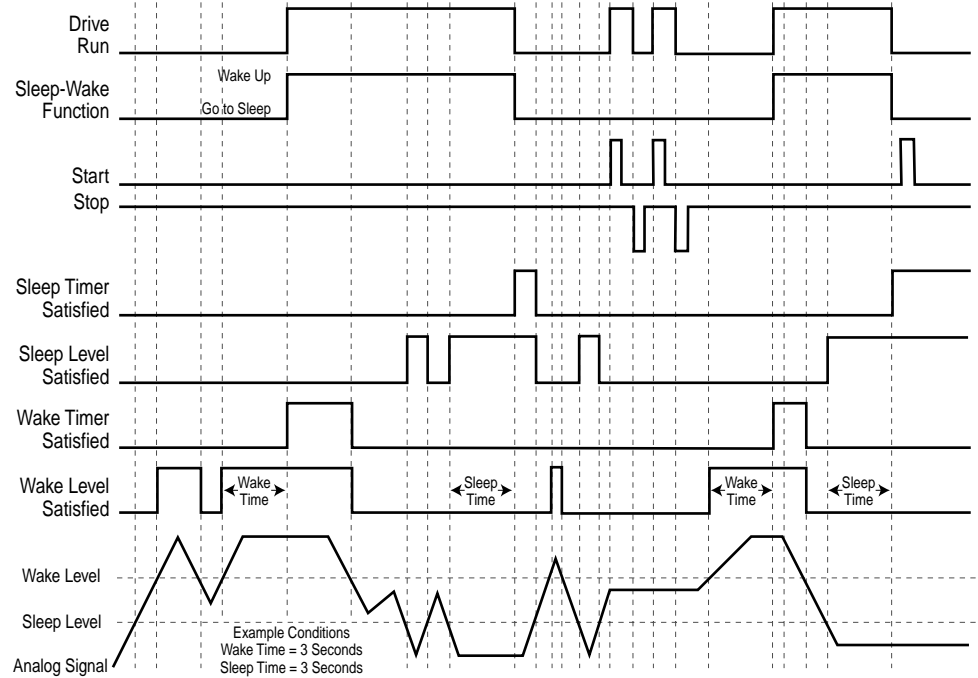 Drive
Run
Wake Up
Sleep-Wake
Function
Go to Sleep
Start
Stop
Sleep Timer
Satisfied
Sleep Level
Satisfied
Wake Timer
Satisfied
Wake Level
Satisfied
Wake
Time
Sleep
Time
Wake
Time
Sleep
Time
Wake Level
Sleep Level
Example Conditions
Wake Time = 3 Seconds
Sleep Time = 3 Seconds
Analog Signal